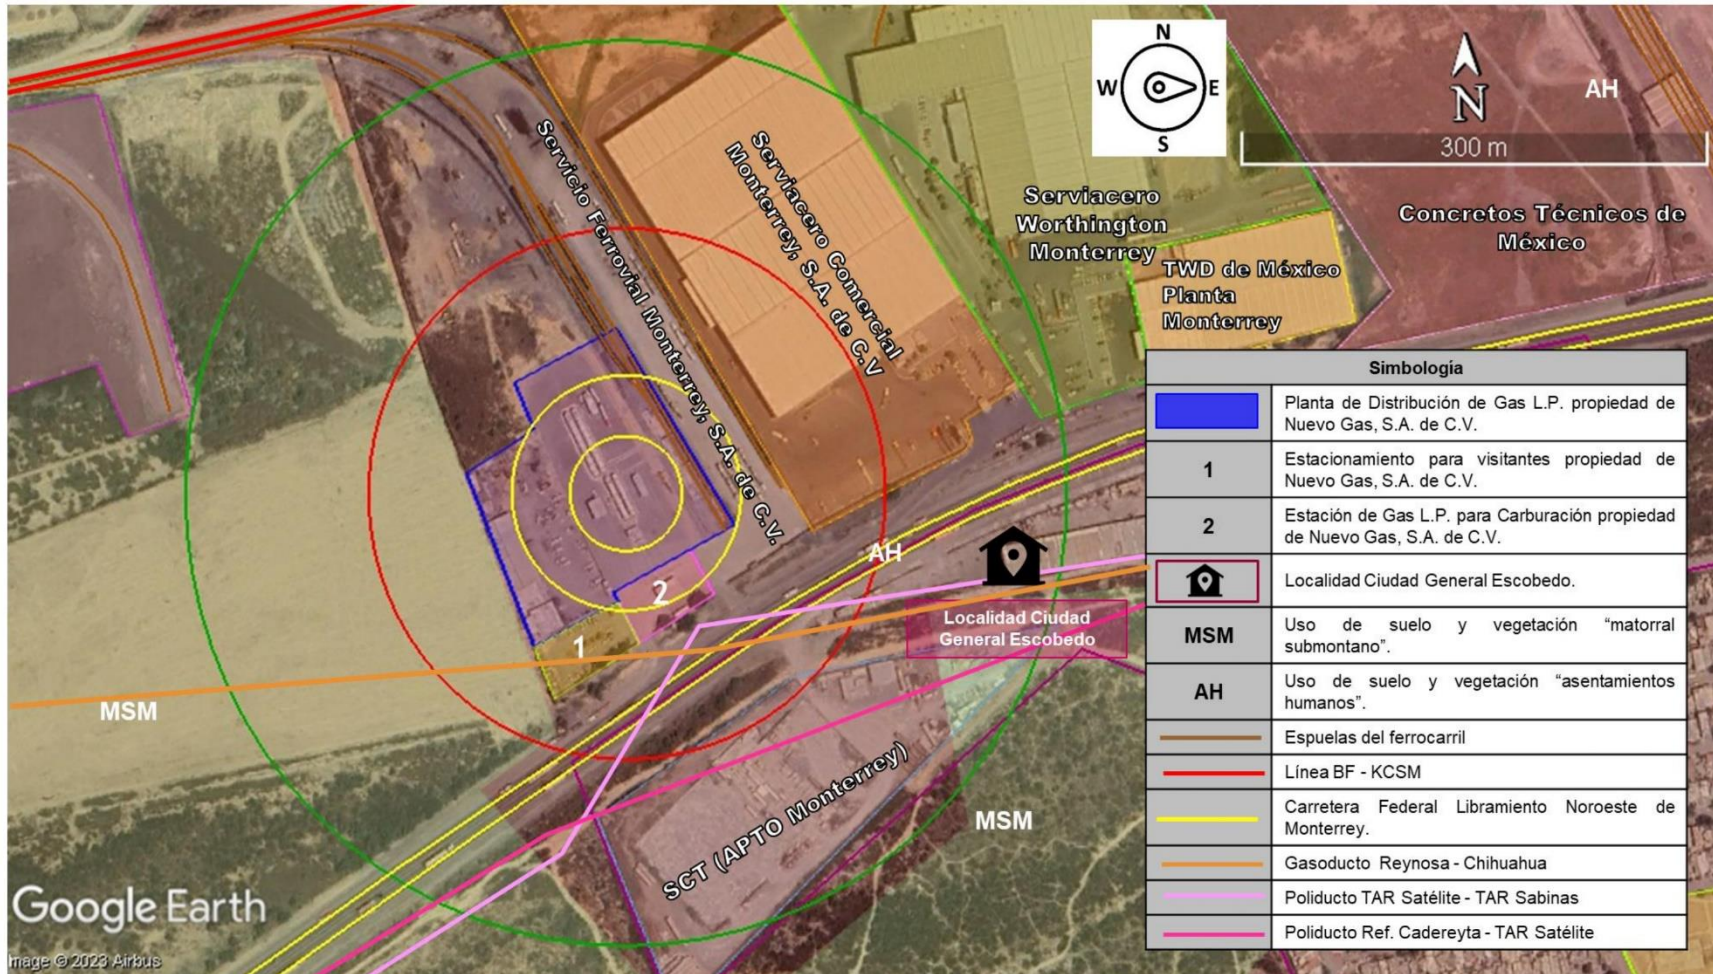 N
W
E
S
N
300 m
AH
Servicio Ferrovial Monterrey, S.A. de C.V.
Serviacero Comercial
Monterrey, S.A. de C.V
Serviacero
Worthington
Monterrey
TWD de México
Planta
Monterrey
Concretos Técnicos de
México
AH
2
1
Localidad Ciudad
General Escobedo
MSM
SCT (APTO Monterrey)
MSM
Simbología
Planta de Distribución de Gas L.P. propiedad de
Nuevo Gas, S.A. de C.V.
1
Estacionamiento para visitantes propiedad de
Nuevo Gas, S.A. de C.V.
2
Estación de Gas L.P. para Carburación propiedad
de Nuevo Gas, S.A. de C.V.
Localidad Ciudad General Escobedo.
MSM
Uso de suelo y vegetación “matorral
submontano”.
AH
Uso de suelo y vegetación “asentamientos
humanos”.
Espuelas del ferrocarril
Línea BF - KCSM
Carretera Federal Libramiento Noroeste de
Monterrey.
Gasoducto Reynosa - Chihuahua
Poliducto TAR Satélite - TAR Sabinas
Poliducto Ref. Cadereyta - TAR Satélite
Google Earth
mage © 2023 Airbus